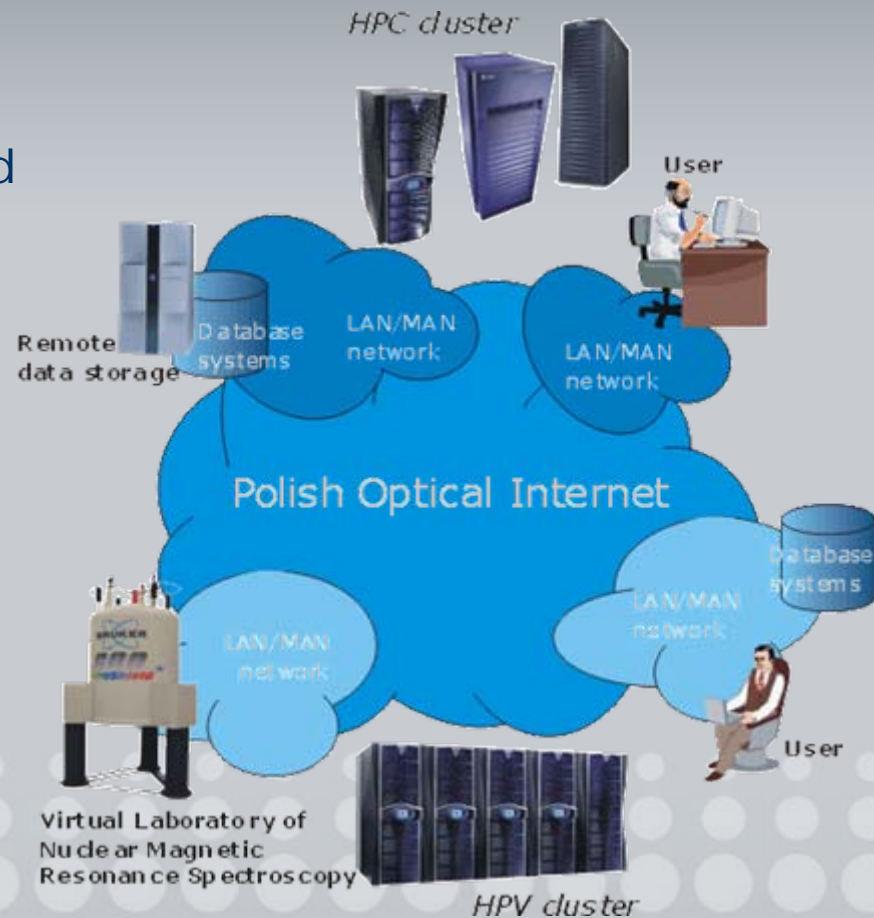 HPC cluster
d
User
Database
systems
LAN/MAN
network
LAN/MAN
network
Remote
data storage
Polish Optical Internet
Database
systems
LAN/MAN
network
BRUKER
LAN/MAN
network
User
Virtual Laboratory of
Nuclear Magnetic
Resonance Spectroscopy
HPV cluster